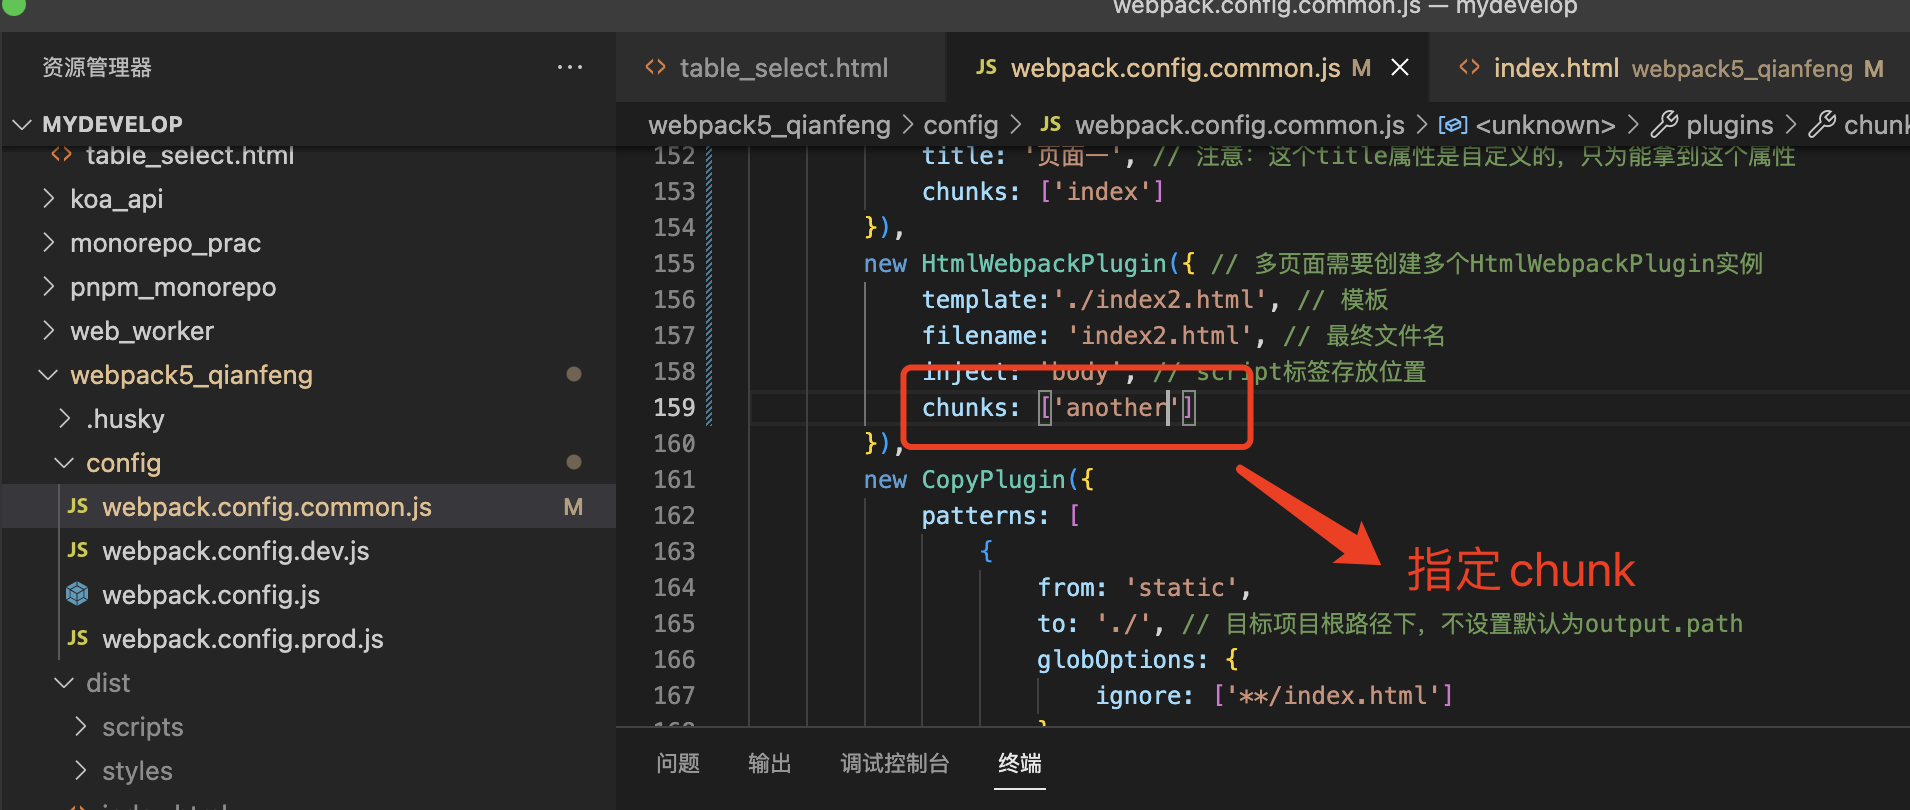 webpack.config.common.js — mydevelop
资源管理器 ···
table_select.html
JS webpack.config.common.js M ×
index.html webpack5_qianfeng M
MYDEVELOP
webpack5_qianfeng > config > JS webpack.config.common.js > <unknown> > plugins > chunk
table_select.html
koa_api
monorepo_prac
pnpm_monorepo
web_worker
webpack5_qianfeng
.husky
config
JS webpack.config.common.js M
JS webpack.config.dev.js
webpack.config.js
JS webpack.config.prod.js
dist
scripts
styles
152 title: '页面一', // 注意：这个title属性是自定义的，只为能拿到这个属性
153 chunks: ['index']
154 }),
155 new HtmlWebpackPlugin({ // 多页面需要创建多个HtmlWebpackPlugin实例
156 template:'./index2.html', // 模板
157 filename: 'index2.html', // 最终文件名
158 inject: 'body', // script标签存放位置
159 chunks: ['another']
160 }),
161 new CopyPlugin({
162 patterns: [
163 {
164 from: 'static',
165 to: './', // 目标项目根路径下，不设置默认为output.path
166 globOptions: {
167 ignore: ['**/index.html']
指定chunk
问题 输出 调试控制台 终端